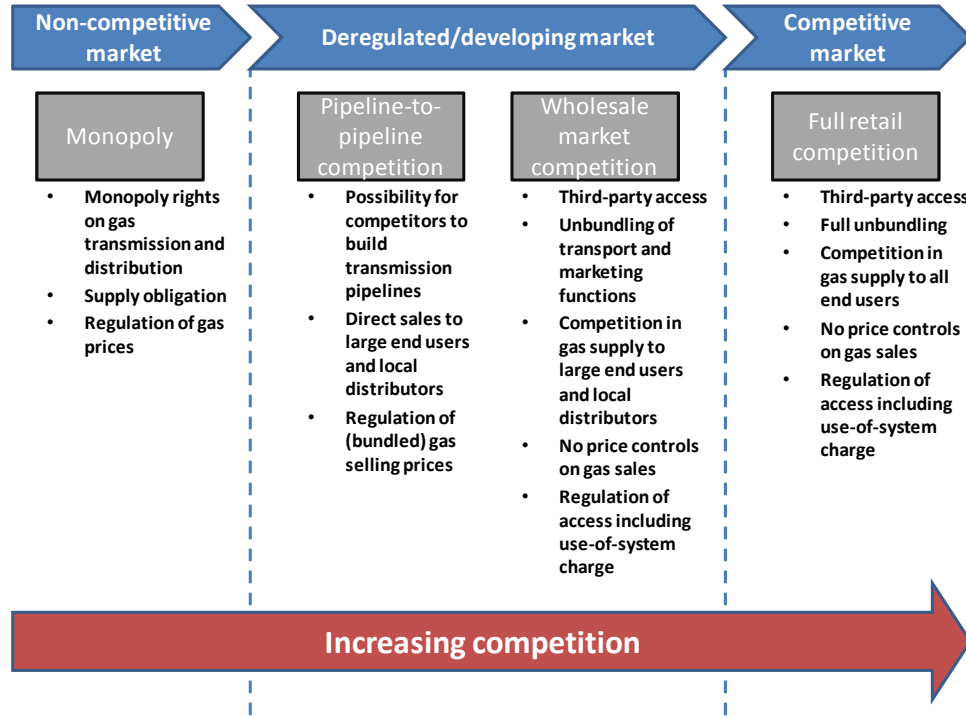 Non-competitive
market
Deregulated/developing market
Competitive
market
Monopoly
• Monopoly rights
on gas
transmission and
distribution
• Supply obligation
• Regulation of gas
prices
Pipeline-to-
pipeline
competition
• Possibility for
competitors to
build
transmission
pipelines
• Direct sales to
large end users
and local
distributors
• Regulation of
(bundled) gas
selling prices
Wholesale
market
competition
• Third-party access
• Unbundling of
transport and
marketing
functions
• Competition in
gas supply to
large end users
and local
distributors
• No price controls
on gas sales
• Regulation of
access including
use-of-system
charge
Full retail
competition
• Third-party access
• Full unbundling
• Competition in
gas supply to all
end users
• No price controls
on gas sales
• Regulation of
access including
use-of-system
charge
Increasing competition